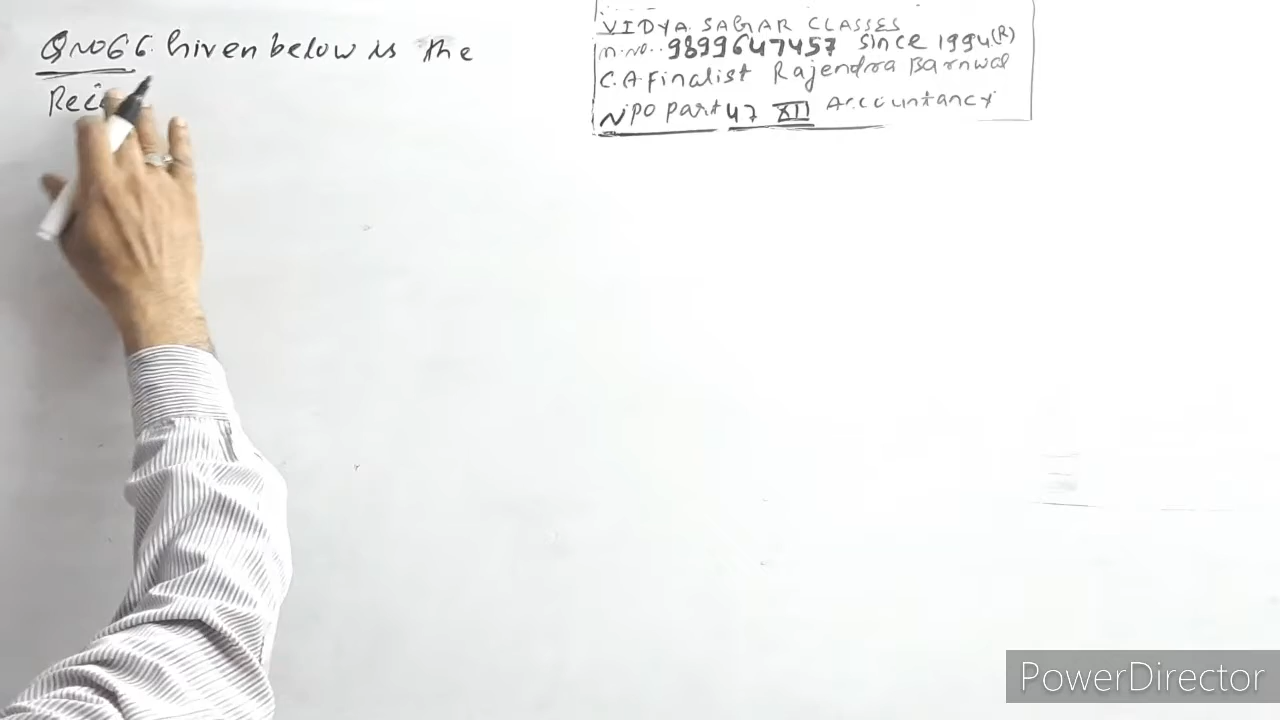 Q NO 66. Given below is the
Reci
VIDYA SAGAR CLASSES
M.NO.. 9899647457 since 1994(R)
C.A. Finalist Rajendra Barnwal
NPO Part 47 XII Accountancy
PowerDirector